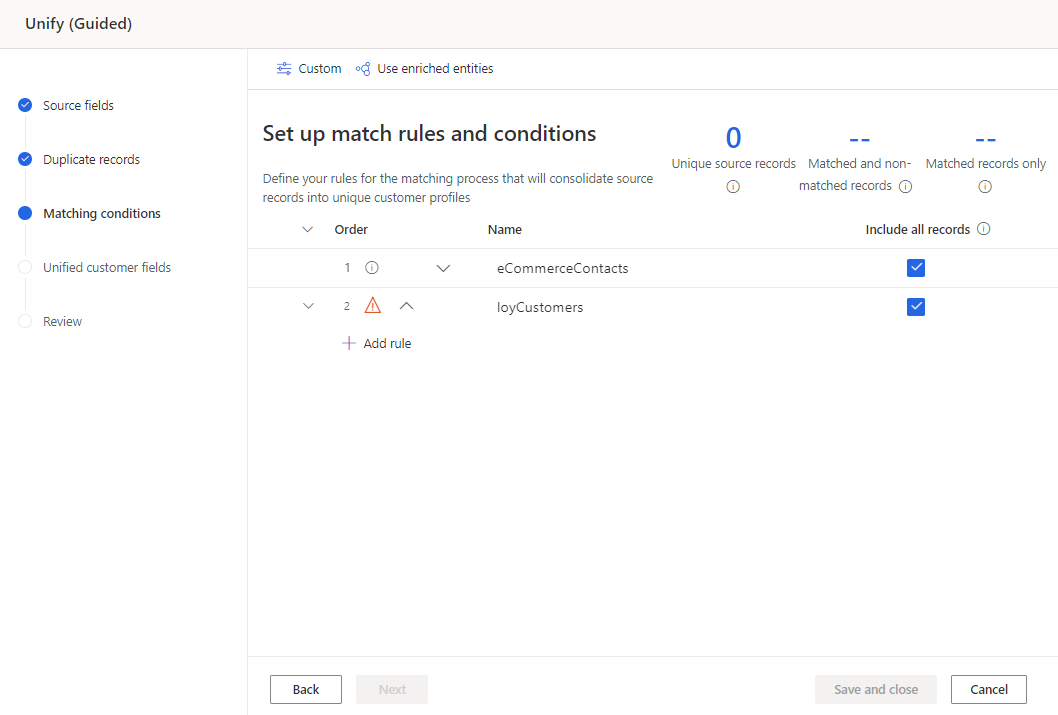 Unify (Guided)
Source fields
Duplicate records
Matching conditions
Unified customer fields
Review
Custom Use enriched entities
Set up match rules and conditions
Define your rules for the matching process that will consolidate source
records into unique customer profiles
0
Unique source records
--
Matched and non-
matched records
--
Matched records only
Order Name Include all records
1 eCommerceContacts
2 loyCustomers
Add rule
Back Next Save and close Cancel